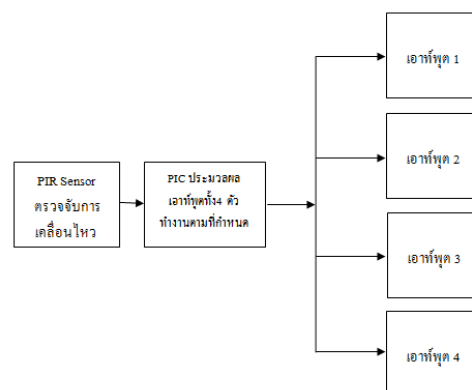 PIR Sensor
ตรวจจับการ
เคลื่อนไหว
PIC ประมวลผล
เอาท์พุตทั้ง4 ตัว
ทำงานตามที่กำหนด
เอาท์พุต 1
เอาท์พุต 2
เอาท์พุต 3
เอาท์พุต 4